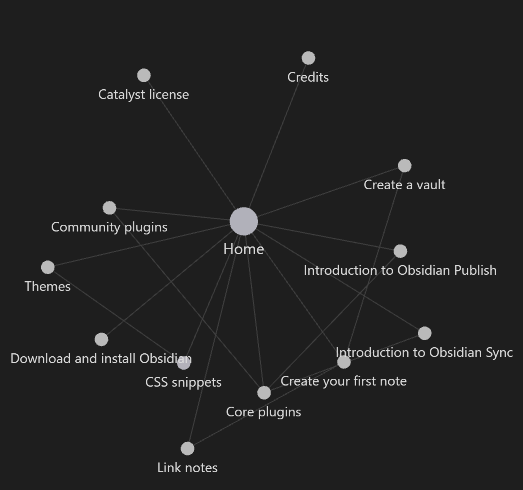 Credits
Catalyst license
Create a vault
Community plugins
Home
Introduction to Obsidian Publish
Themes
Introduction to Obsidian Sync
Download and install Obsidian
CSS snippets
Create your first note
Core plugins
Link notes